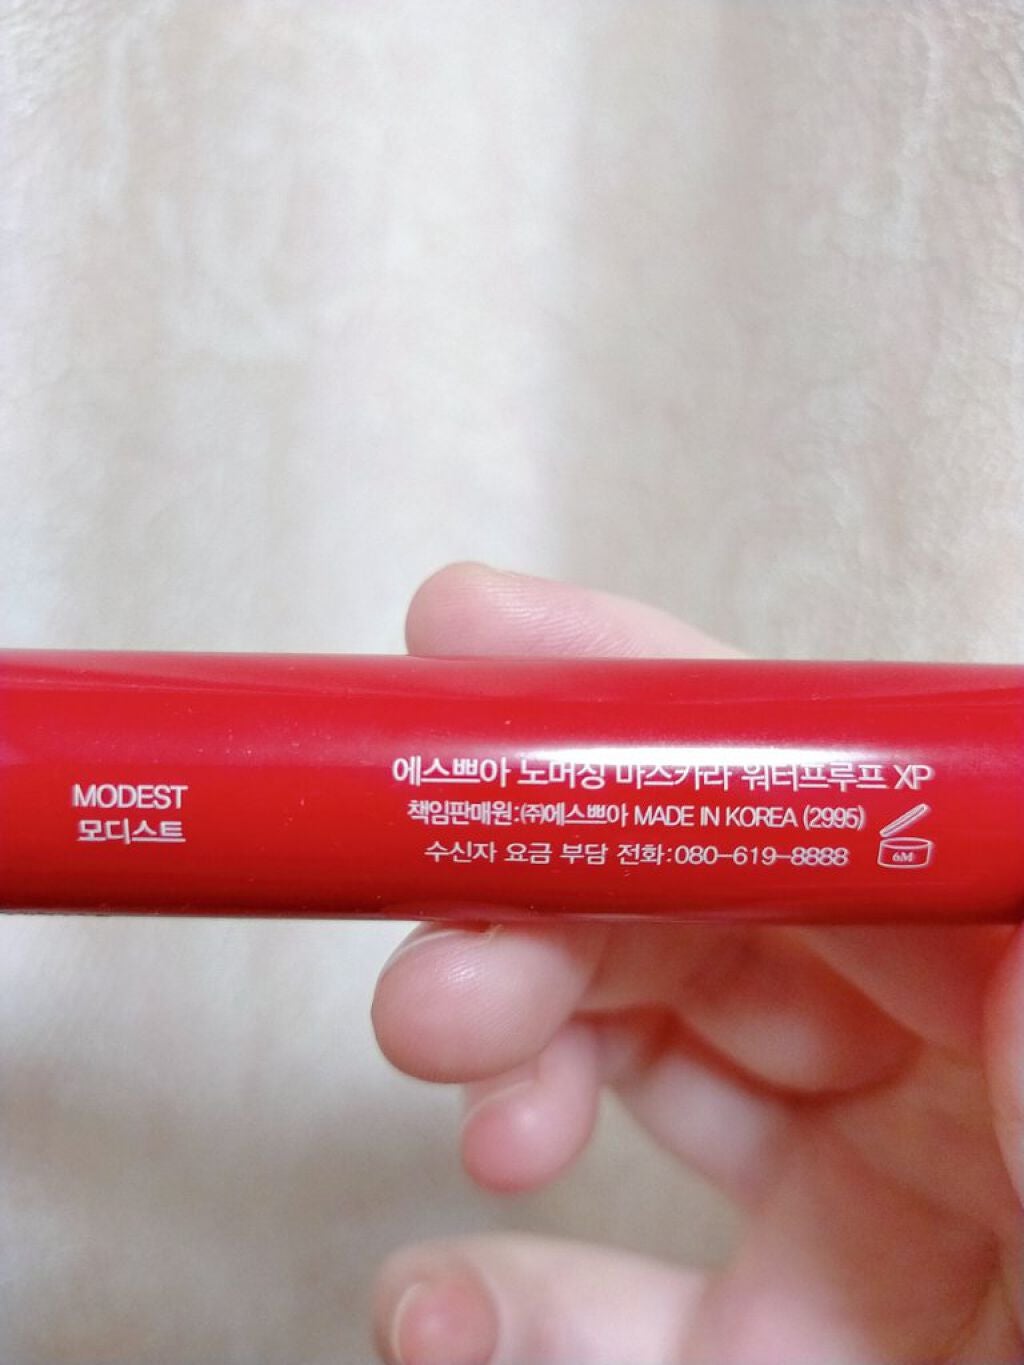 MODEST
모디스트
에스쁘아 노머징 마스카라 워터프루프 XP
책임판매원:㈜에스쁘아 MADE IN KOREA (2995)
수신자 요금 부담 전화:080-619-8888
6M